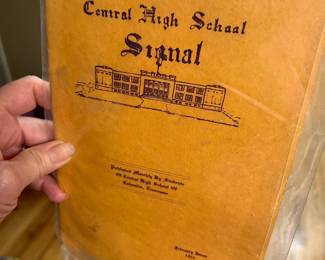 Central High School
Signal
Published Monthly By Students
Of Central High School Of
Columbia, Tennessee